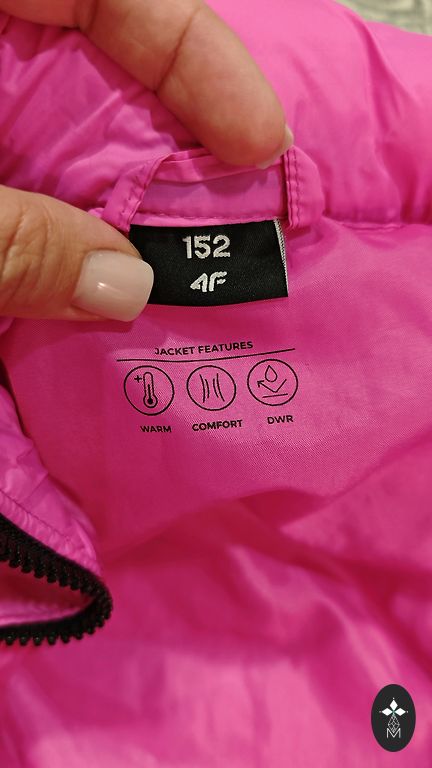 152
4F
JACKET FEATURES
WARM COMFORT DWR
M